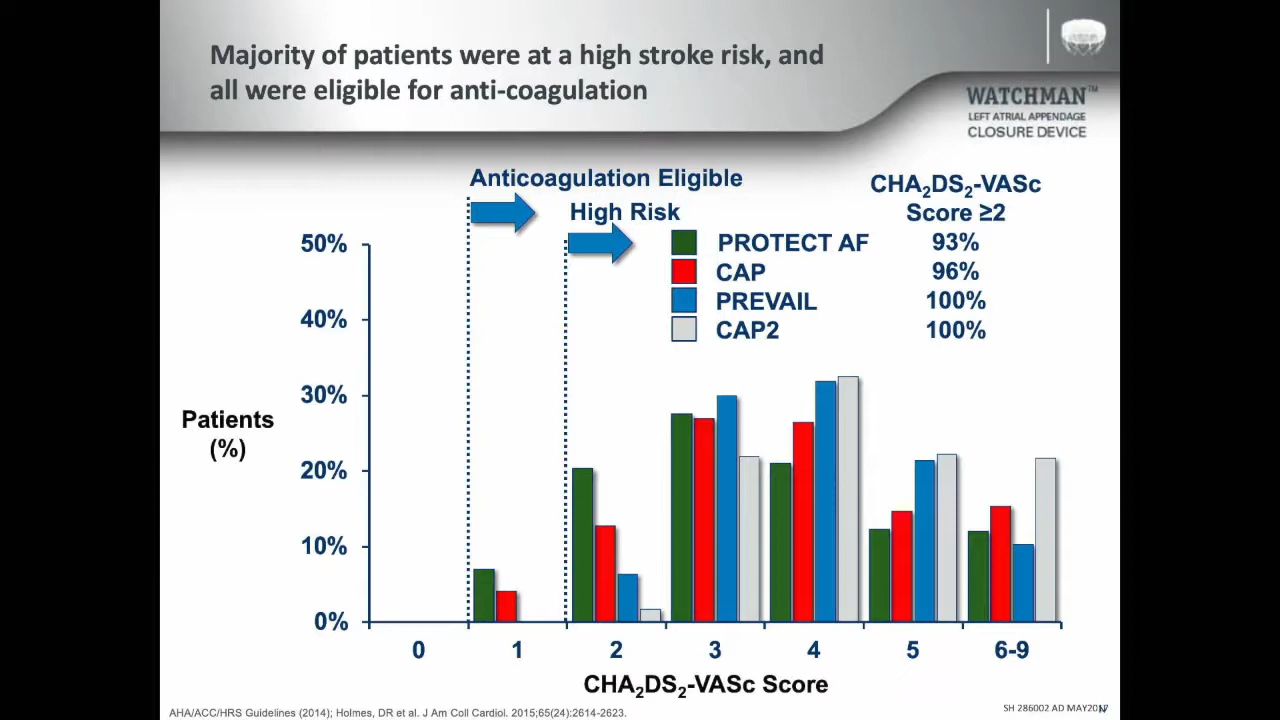 Majority of patients were at a high stroke risk, and
all were eligible for anti-coagulation
WATCHMAN™
LEFT ATRIAL APPENDAGE
CLOSURE DEVICE
Anticoagulation Eligible
High Risk
CHA₂DS₂-VASc
Score ≥2
PROTECT AF 93%
CAP 96%
PREVAIL 100%
CAP2 100%
50%
40%
30%
20%
10%
0%
Patients
(%)
0 1 2 3 4 5 6-9
CHA₂DS₂-VASc Score
AHA/ACC/HRS Guidelines (2014); Holmes, DR et al. J Am Coll Cardiol. 2015;65(24):2614-2623.
SH 286002 AD